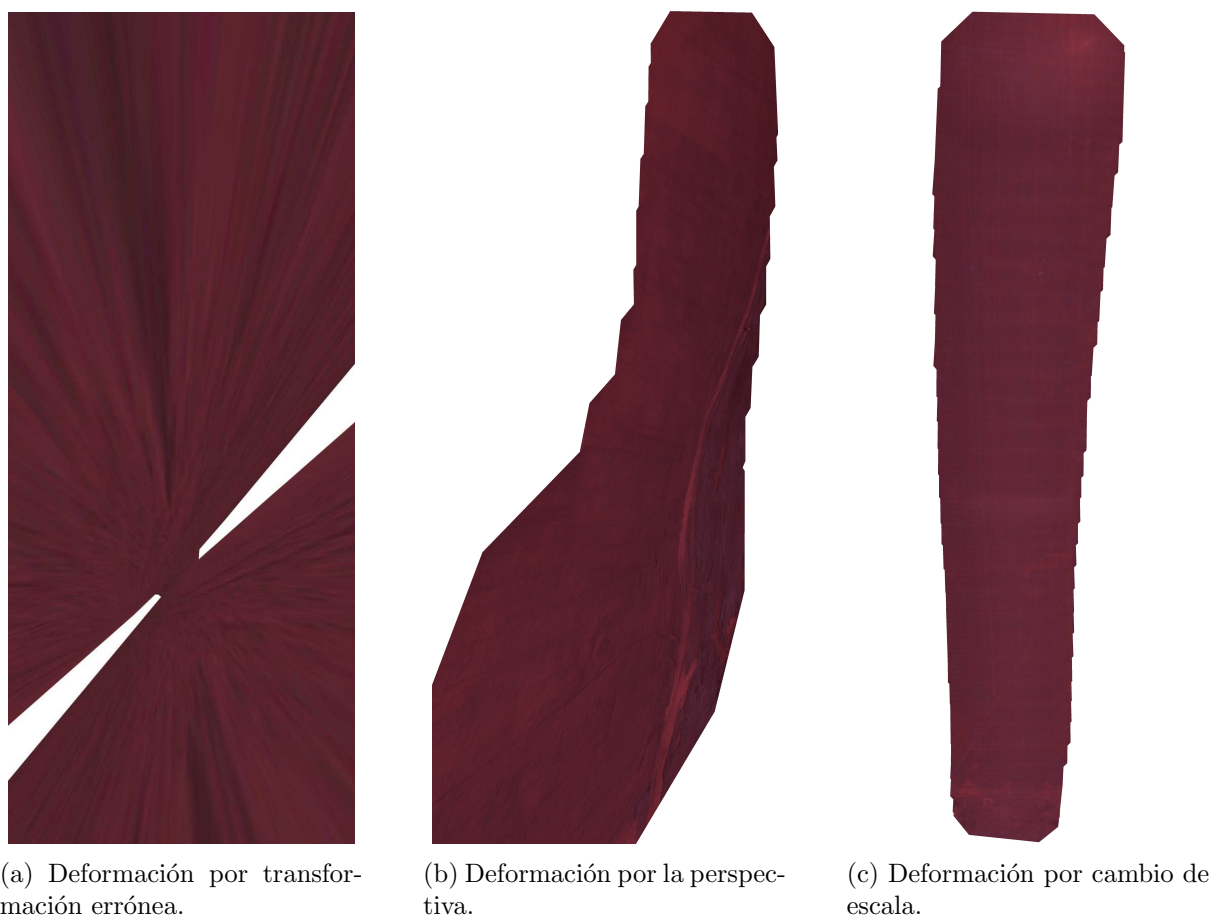 (a) Deformación por transfor-
mación errónea.
(b) Deformación por la perspec-
tiva.
(c) Deformación por cambio de
escala.